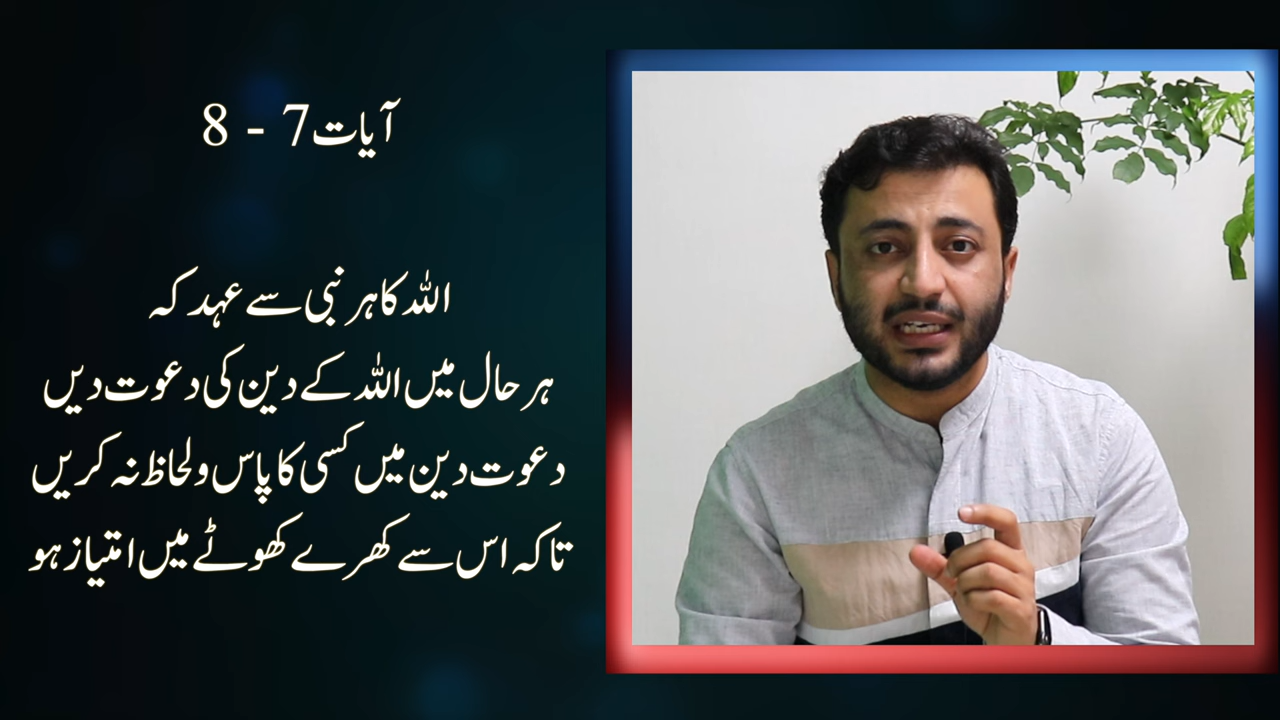 آیات 7 - 8
اللہ کا ہر نبی سے عہد کہ
ہر حال میں اللہ کے دین کی دعوت دیں
دعوت دین میں کسی کا پاس و لحاظ نہ کریں
تاکہ اس سے کھرے کھوٹے میں امتیاز ہو